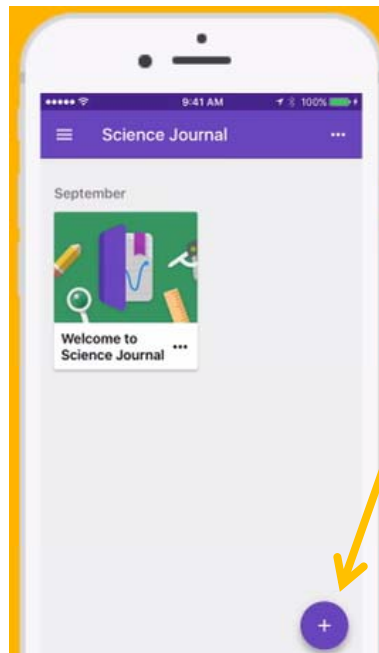 9:41 AM 100%
Science Journal
September
Welcome to
Science Journal
+